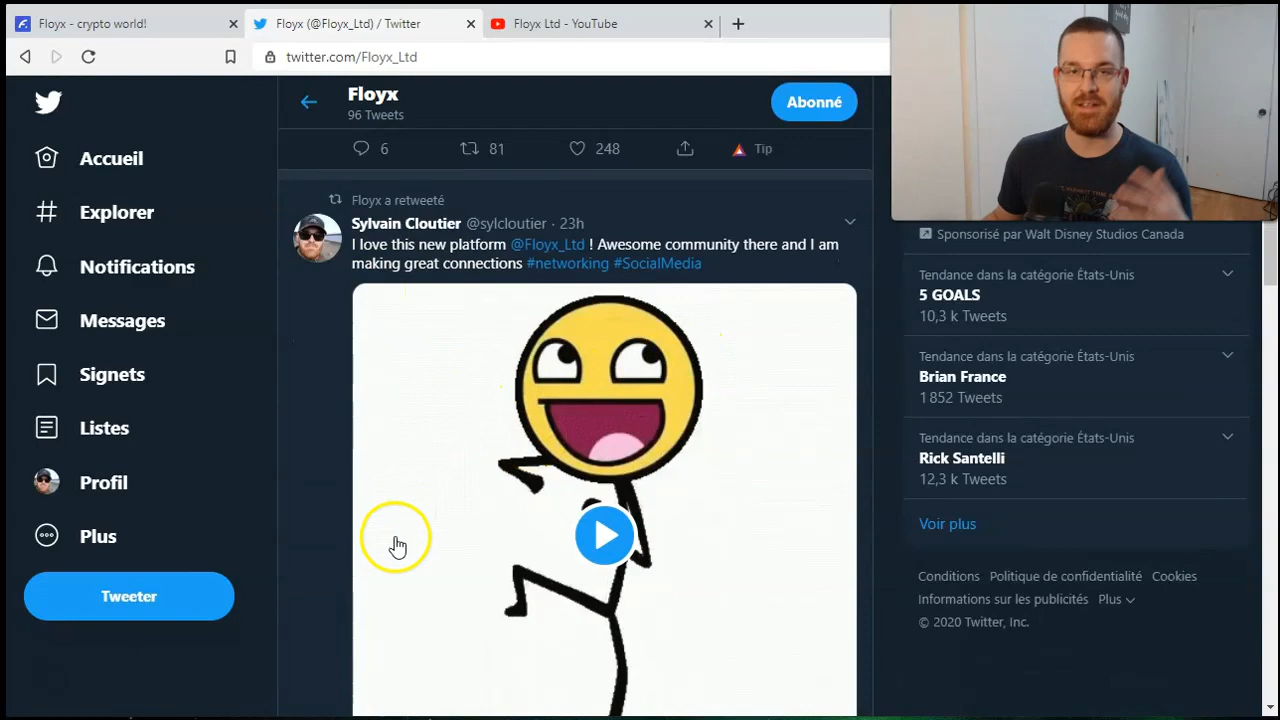 Floyx - crypto world!
Floyx (@Floyx_Ltd) / Twitter
Floyx Ltd - YouTube
twitter.com/Floyx_Ltd
Accueil
Explorer
Notifications
Messages
Signets
Listes
Profil
Plus
Tweeter
Floyx
96 Tweets
Abonné
6
81
248
Tip
Floyx a retweeté
Sylvain Cloutier @sylcloutier · 23h
I love this new platform @Floyx_Ltd ! Awesome community there and I am
making great connections #networking #SocialMedia
Sponsorisé par Walt Disney Studios Canada
Tendance dans la catégorie États-Unis
5 GOALS
10,3 k Tweets
Tendance dans la catégorie États-Unis
Brian France
1 852 Tweets
Tendance dans la catégorie États-Unis
Rick Santelli
12,3 k Tweets
Voir plus
Conditions Politique de confidentialité Cookies
Informations sur les publicités Plus
© 2020 Twitter, Inc.